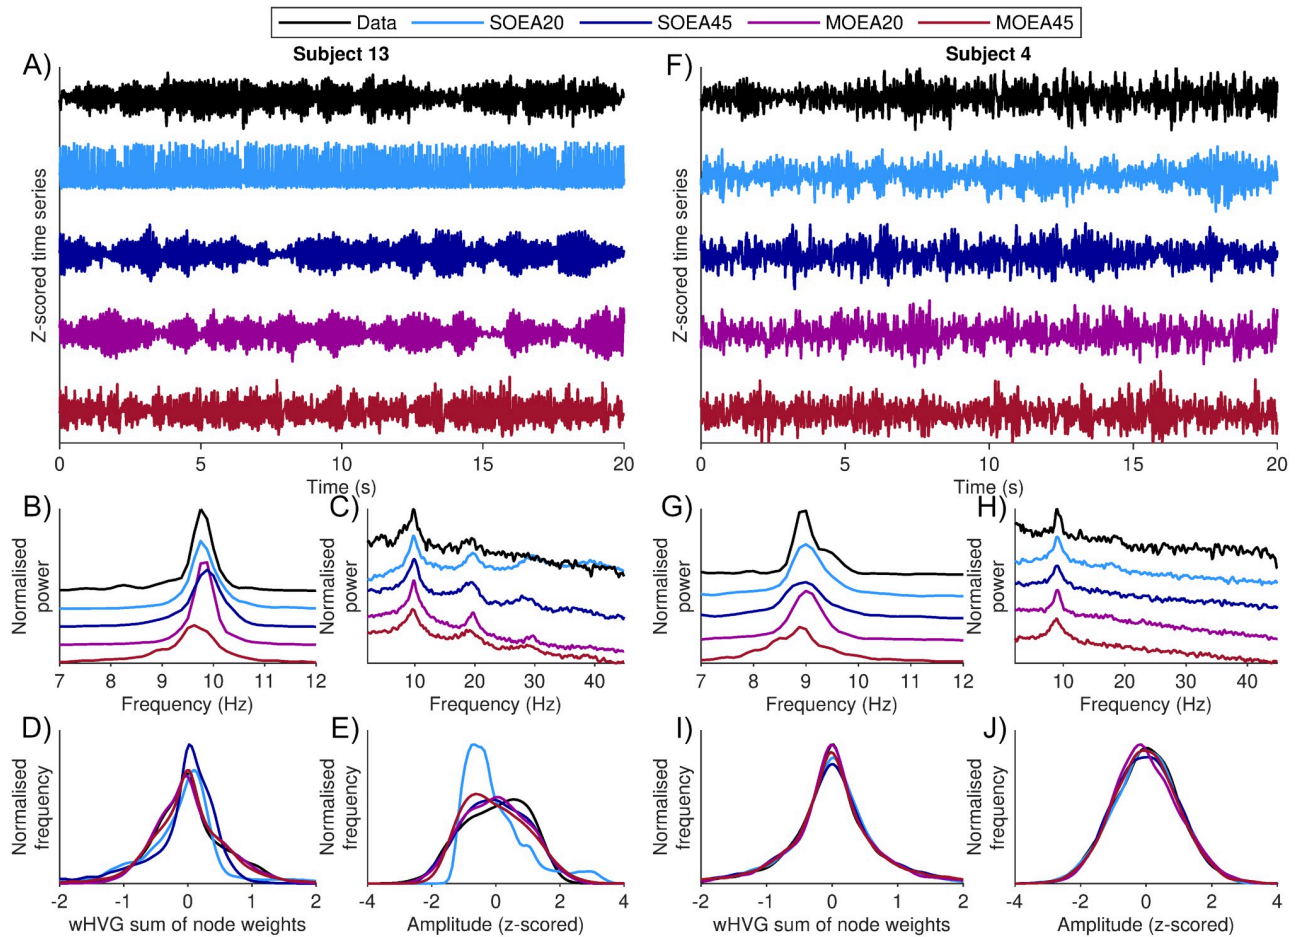 Data SOEA20 SOEA45 MOEA20 MOEA45
A) Subject 13
Z-scored time series
0 5 10 15 20
Time (s)
F) Subject 4
Z-scored time series
0 5 10 15 20
Time (s)
B)
Normalised
power
7 8 9 10 11 12
Frequency (Hz)
C)
Normalised
power
10 20 30 40
Frequency (Hz)
G)
Normalised
power
7 8 9 10 11 12
Frequency (Hz)
H)
Normalised
power
10 20 30 40
Frequency (Hz)
D)
Normalised
frequency
-2 -1 0 1 2
wHVG sum of node weights
E)
Normalised
frequency
-4 -2 0 2 4
Amplitude (z-scored)
I)
Normalised
frequency
-2 -1 0 1 2
wHVG sum of node weights
J)
Normalised
frequency
-4 -2 0 2 4
Amplitude (z-scored)